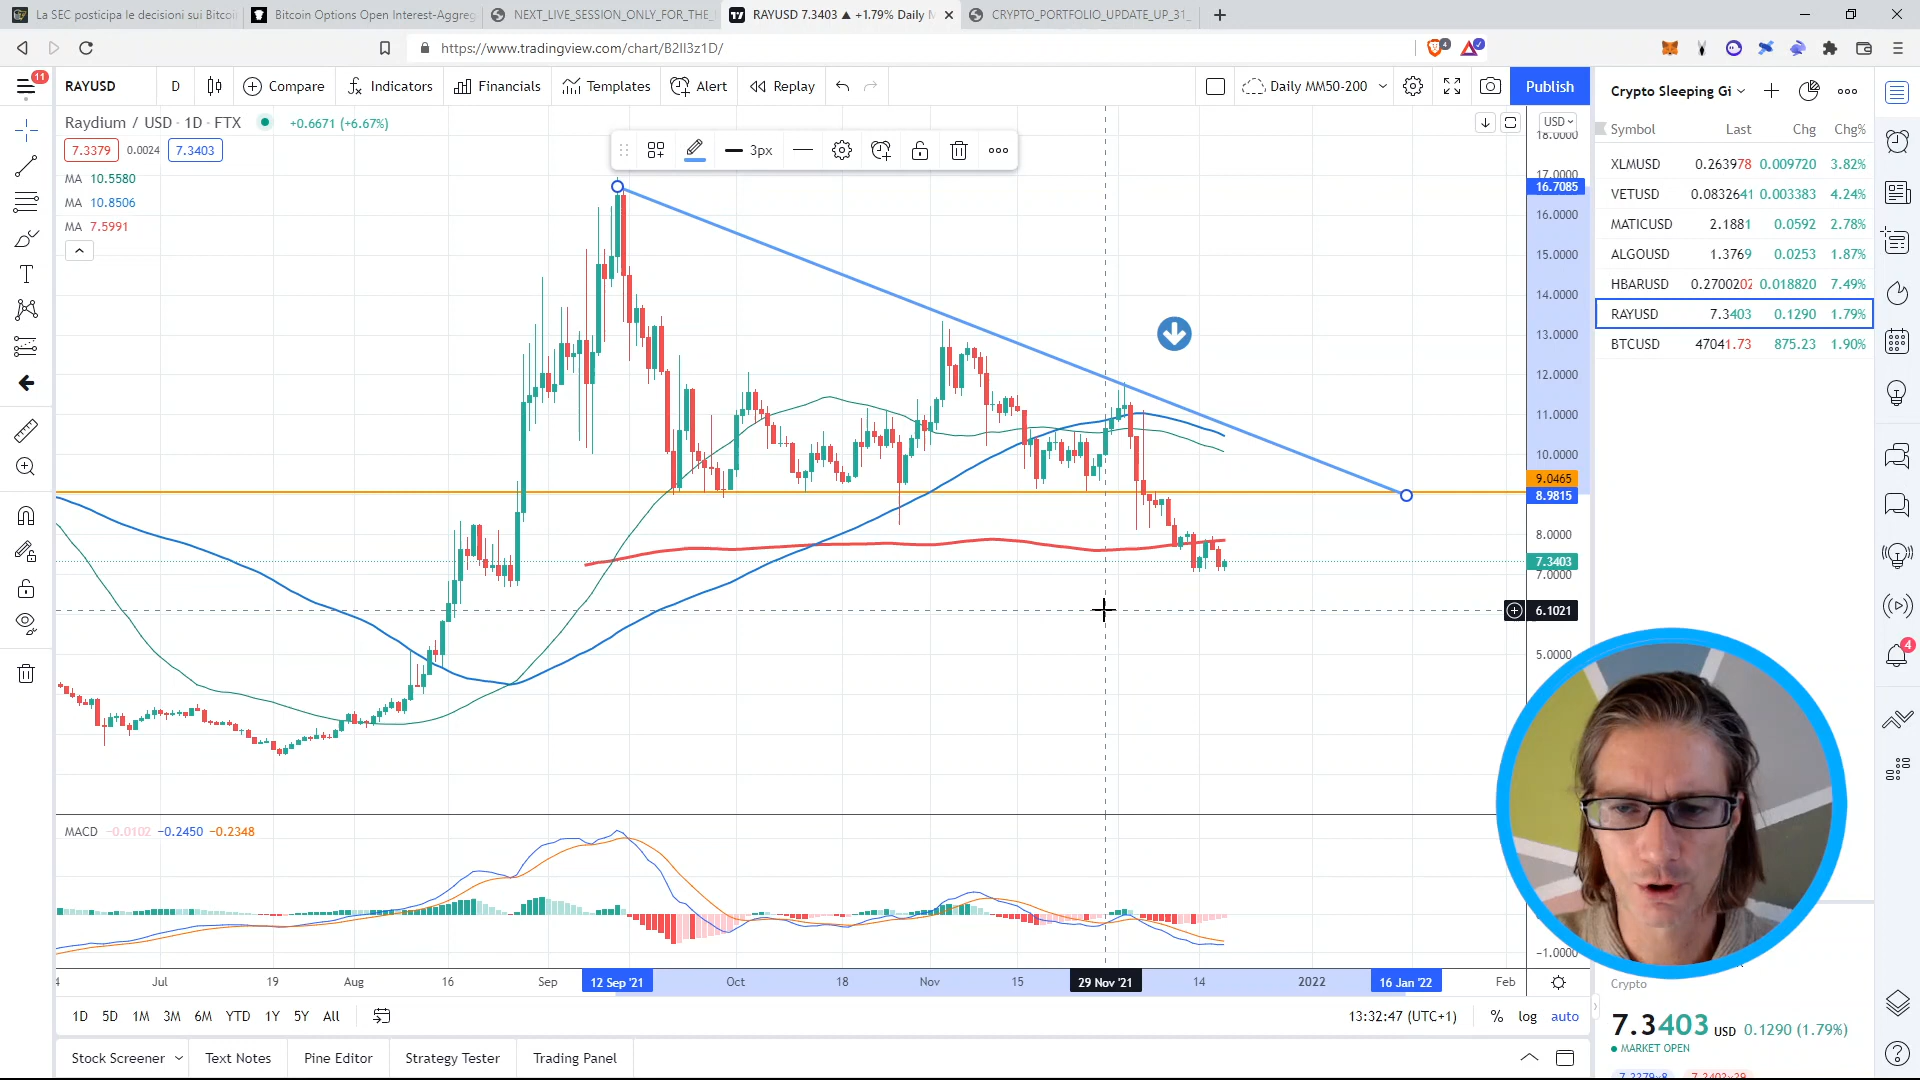 La SEC posticipa le decisioni sui Bitcoin
Bitcoin Options Open Interest-Aggreg
NEXT_LIVE_SESSION_ONLY_FOR_THE_
RAYUSD 7.3403 ▲ +1.79% Daily M
CRYPTO_PORTFOLIO_UPDATE_UP_31_
https://www.tradingview.com/chart/B2II3z1D/
4
11
RAYUSD
D
Compare
Indicators
Financials
Templates
Alert
Replay
Daily MM50-200
Publish
Crypto Sleeping Gi
Raydium / USD · 1D · FTX
+0.6671 (+6.67%)
7.3379
0.0024
7.3403
MA 10.5580
MA 10.8506
MA 7.5991
3px
USD
18.0000
17.0000
16.7085
16.0000
15.0000
14.0000
13.0000
12.0000
11.0000
10.0000
9.0465
8.9815
8.0000
7.3403
7.0000
6.1021
5.0000
Symbol Last Chg Chg%
XLMUSD 0.263978 0.009720 3.82%
VETUSD 0.0832641 0.003383 4.24%
MATICUSD 2.1881 0.0592 2.78%
ALGOUSD 1.3769 0.0253 1.87%
HBARUSD 0.2700202 0.018820 7.49%
RAYUSD 7.3403 0.1290 1.79%
BTCUSD 47041.73 875.23 1.90%
4
MACD −0.0102 −0.2450 −0.2348
−1.0000
4 Jul 19 Aug 16 Sep 12 Sep '21 Oct 18 Nov 15 29 Nov '21 14 2022 16 Jan '22 Feb
1D 5D 1M 3M 6M YTD 1Y 5Y All
13:32:47 (UTC+1)
% log auto
Stock Screener
Text Notes
Pine Editor
Strategy Tester
Trading Panel
Crypto
7.3403 USD 0.1290 (1.79%)
MARKET OPEN